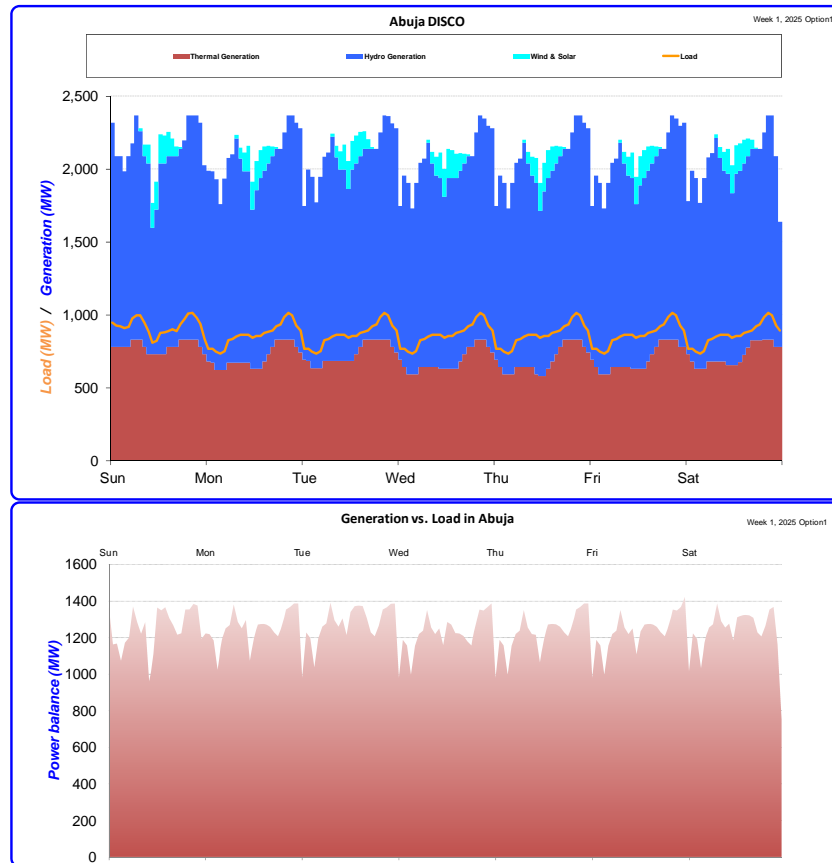 Abuja DISCO
Week 1, 2025 Option1
Thermal Generation
Hydro Generation
Wind & Solar
Load
Load (MW) / Generation (MW)
2,500
2,000
1,500
1,000
500
0
Sun Mon Tue Wed Thu Fri Sat
Generation vs. Load in Abuja
Week 1, 2025 Option1
Sun Mon Tue Wed Thu Fri Sat
Power balance (MW)
1600
1400
1200
1000
800
600
400
200
0